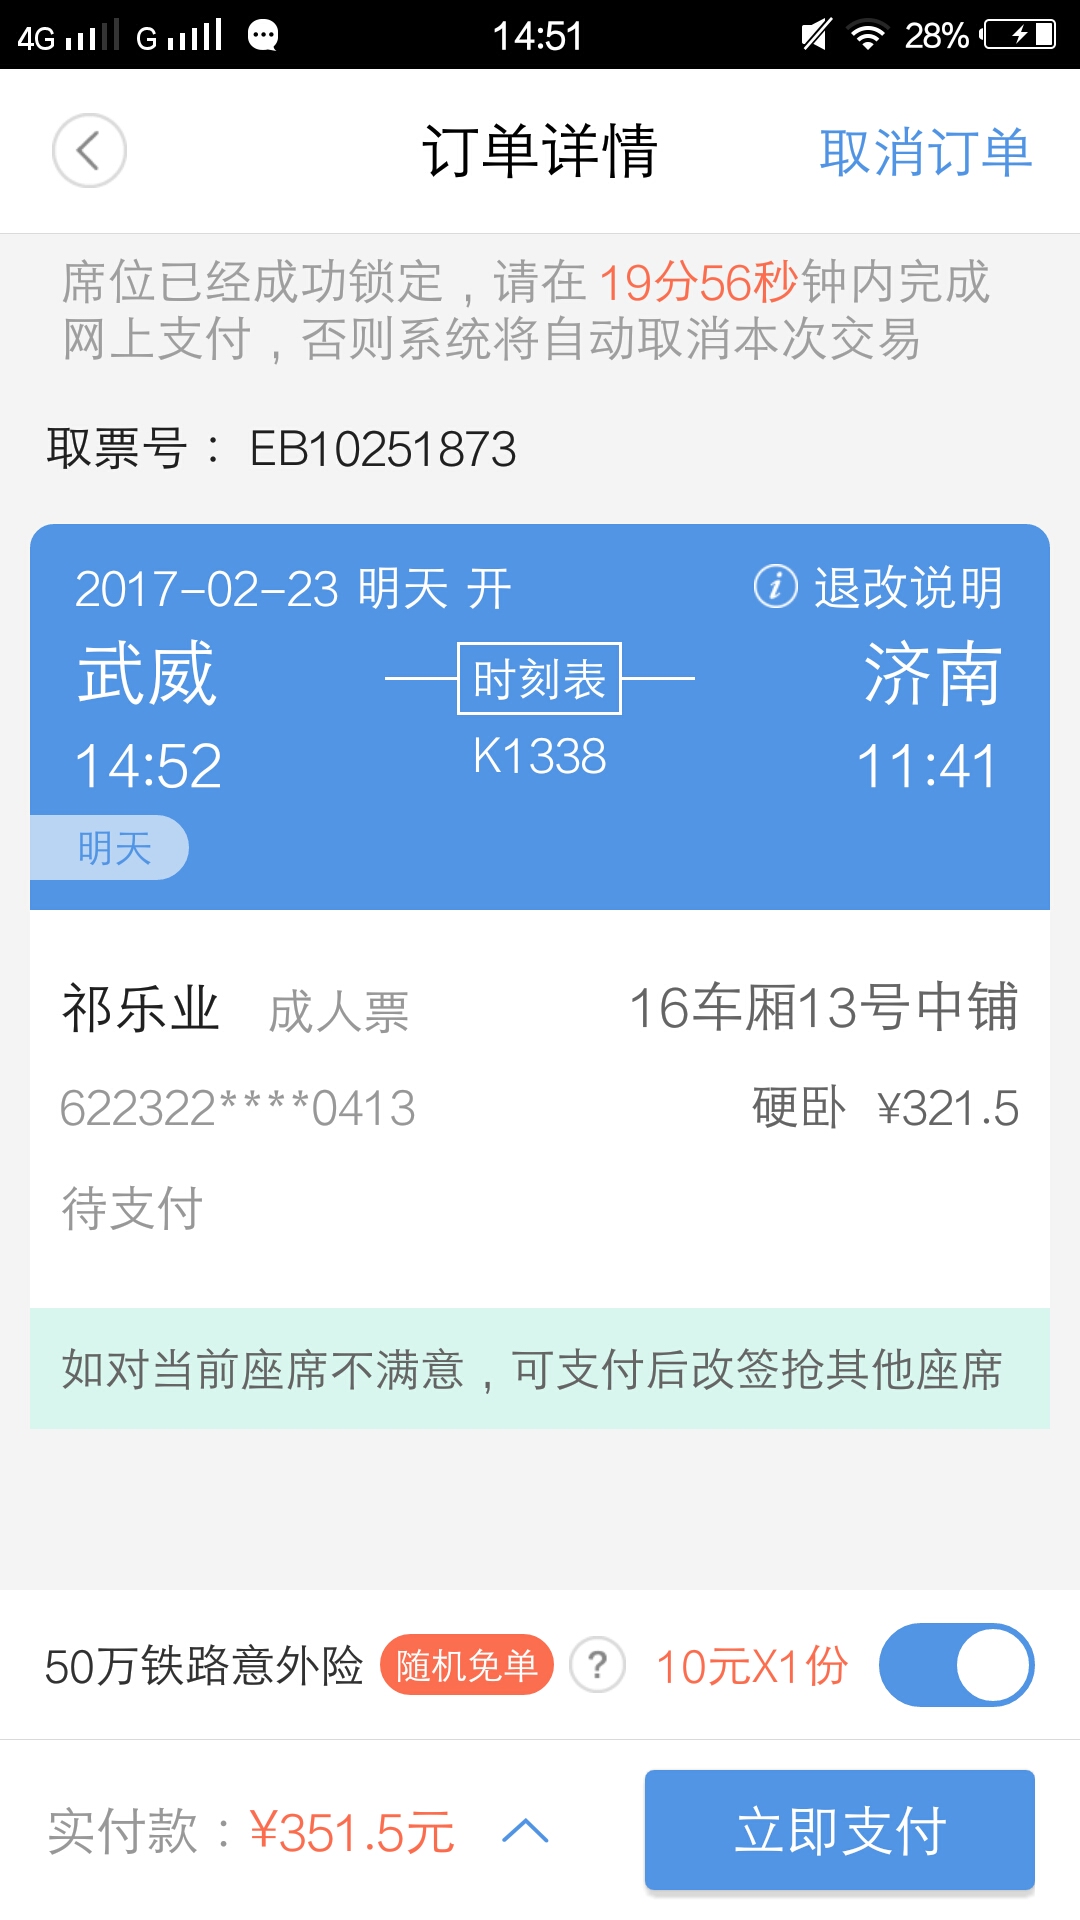 4G G 14:51 28%
订单详情 取消订单
席位已经成功锁定，请在 19分56秒钟内完成
网上支付，否则系统将自动取消本次交易
取票号： EB10251873
2017-02-23 明天 开 i 退改说明
武威 时刻表 济南
14:52 K1338 11:41
明天
祁乐业 成人票 16车厢13号中铺
622322****0413 硬卧 ¥321.5
待支付
如对当前座席不满意，可支付后改签抢其他座席
50万铁路意外险 随机免单 ? 10元X1份
实付款：¥351.5元 立即支付